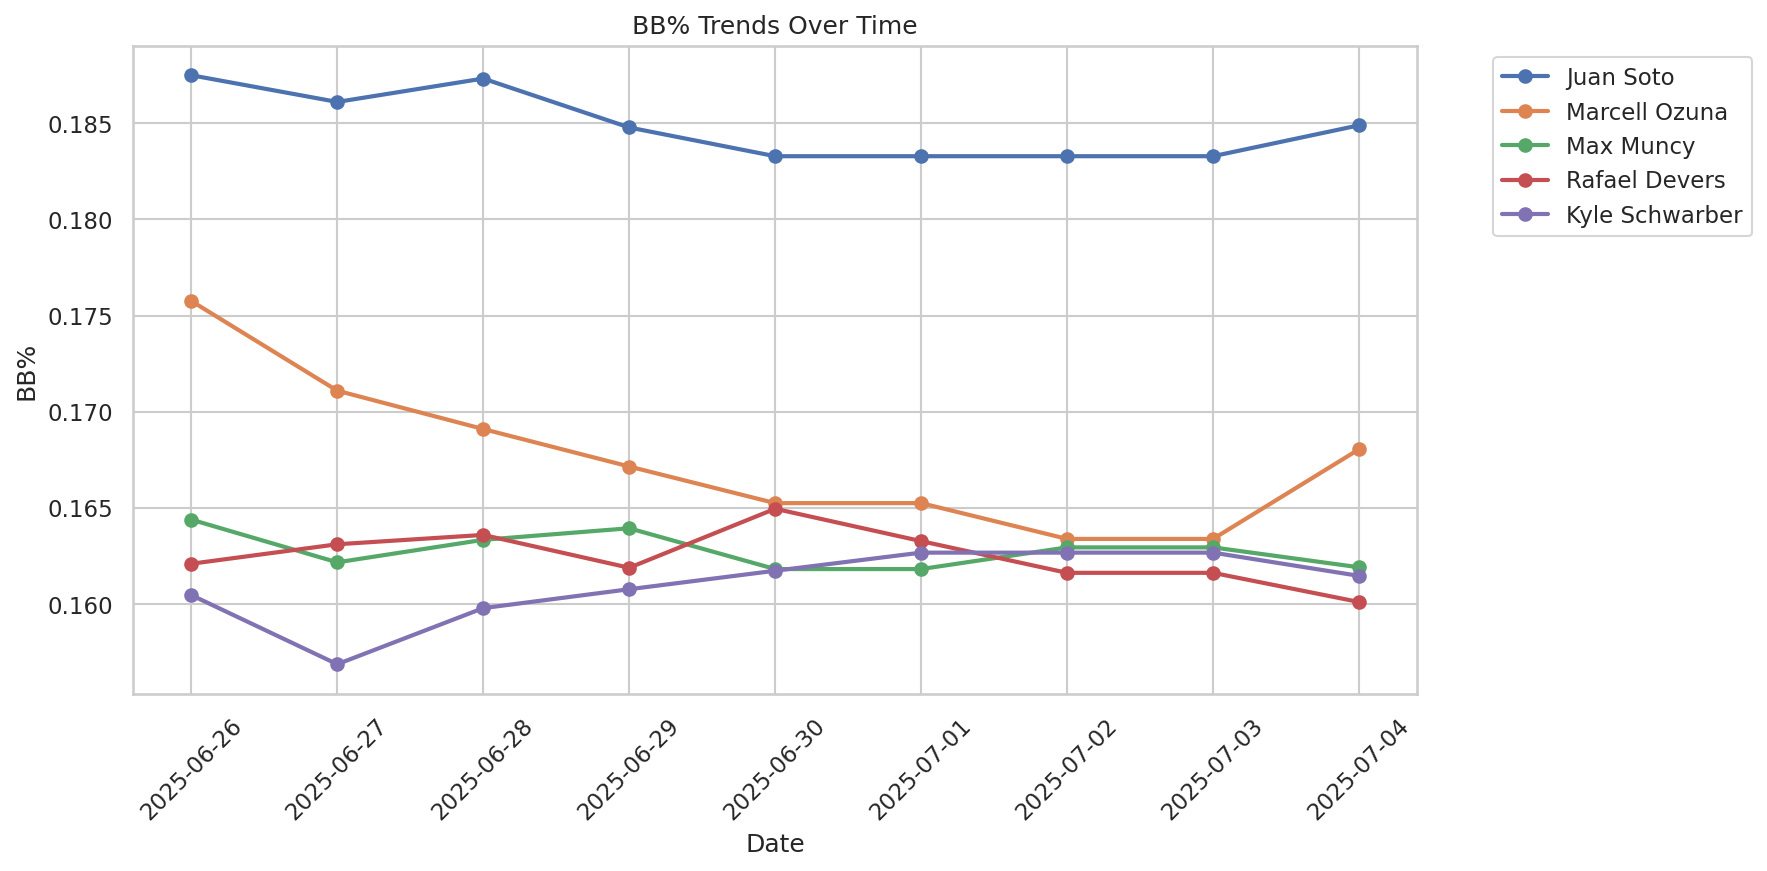 BB% Trends Over Time
Juan Soto
Marcell Ozuna
Max Muncy
Rafael Devers
Kyle Schwarber
BB%
0.185
0.180
0.175
0.170
0.165
0.160
2025-06-26
2025-06-27
2025-06-28
2025-06-29
2025-06-30
2025-07-01
2025-07-02
2025-07-03
2025-07-04
Date